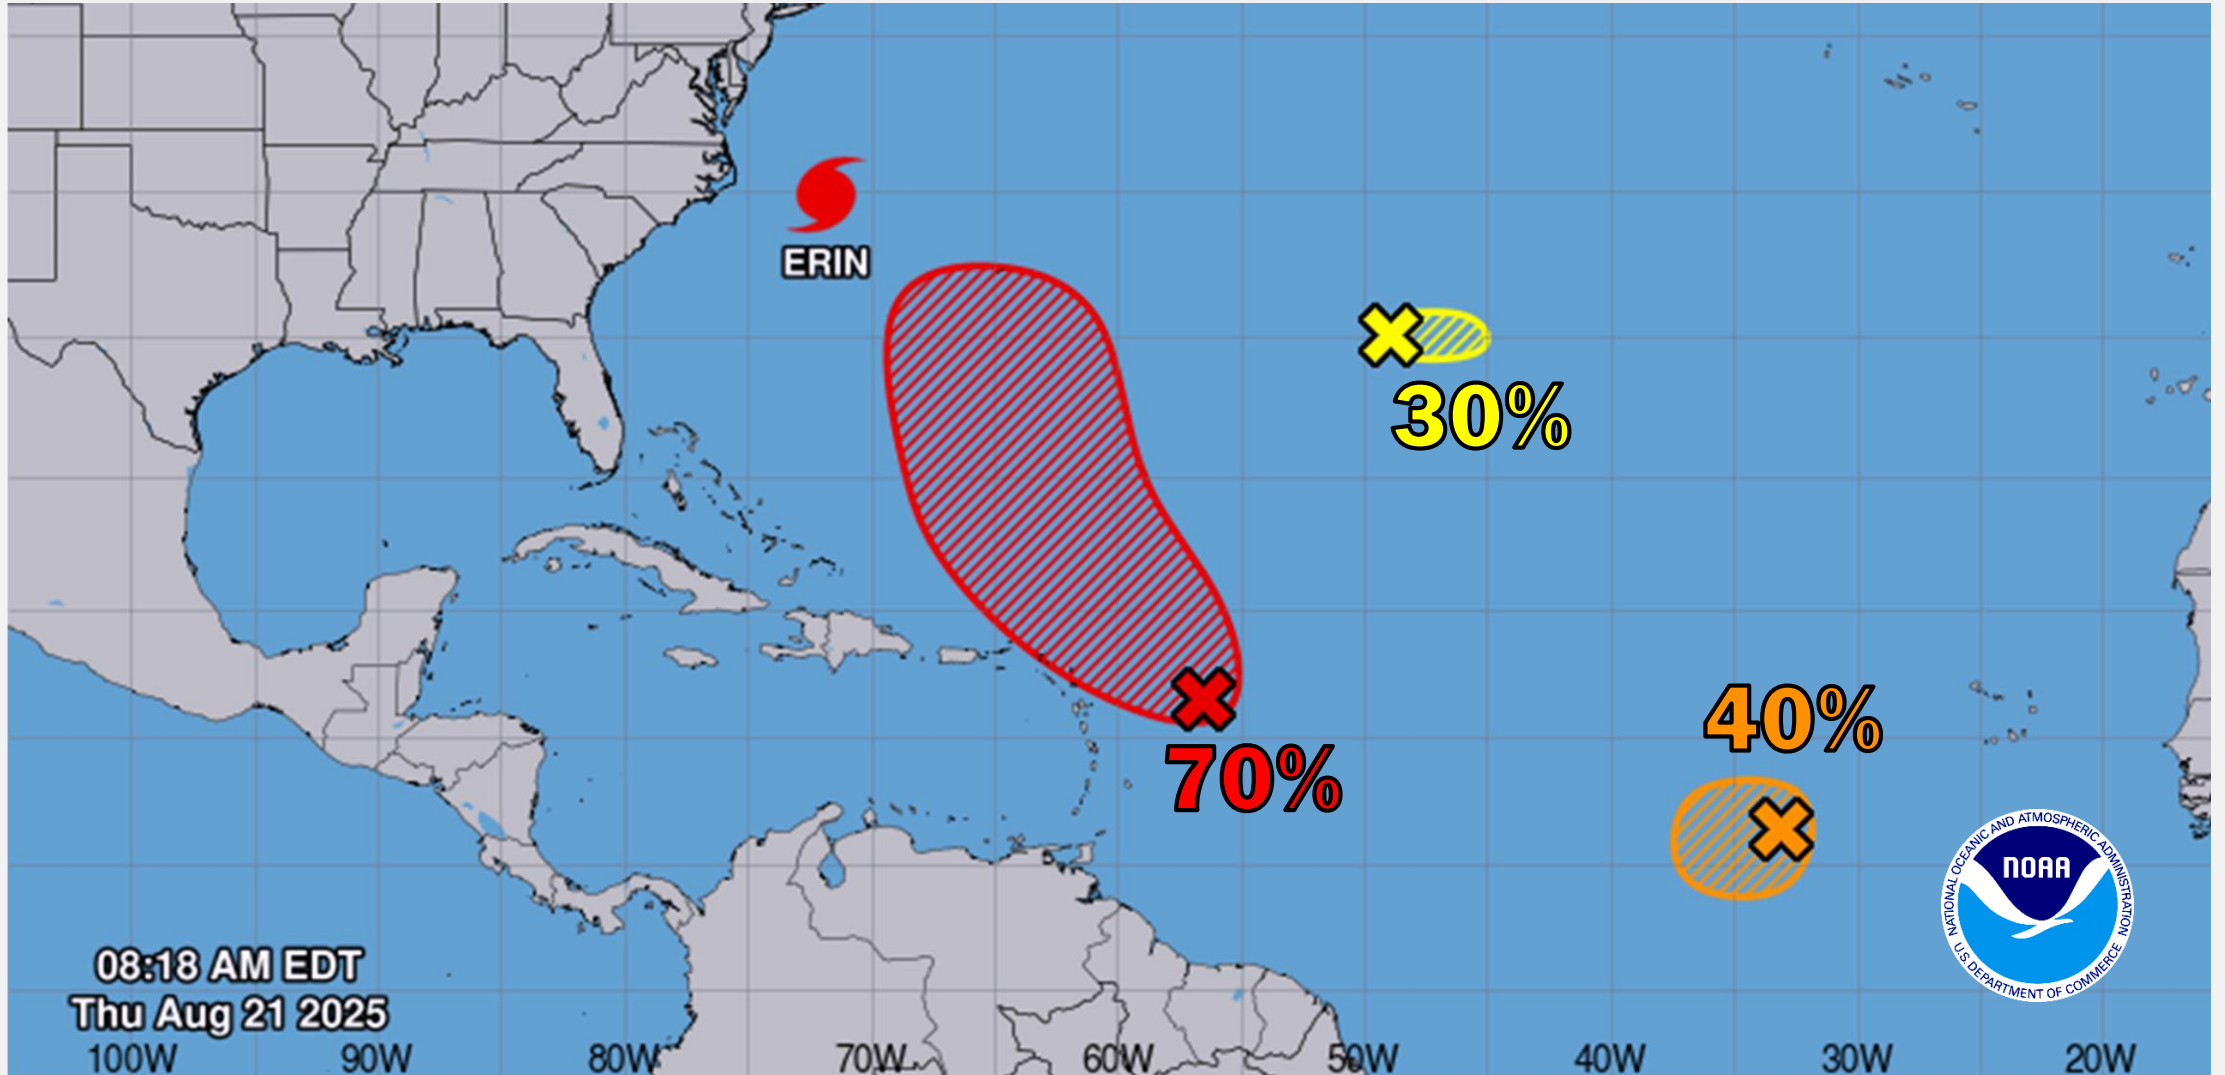 ERIN
30%
40%
70%
NATIONAL OCEANIC AND ATMOSPHERIC ADMINISTRATION
NOAA
U.S. DEPARTMENT OF COMMERCE
08:18 AM EDT
Thu Aug 21 2025
100W 90W 80W 70W 60W 50W 40W 30W 20W